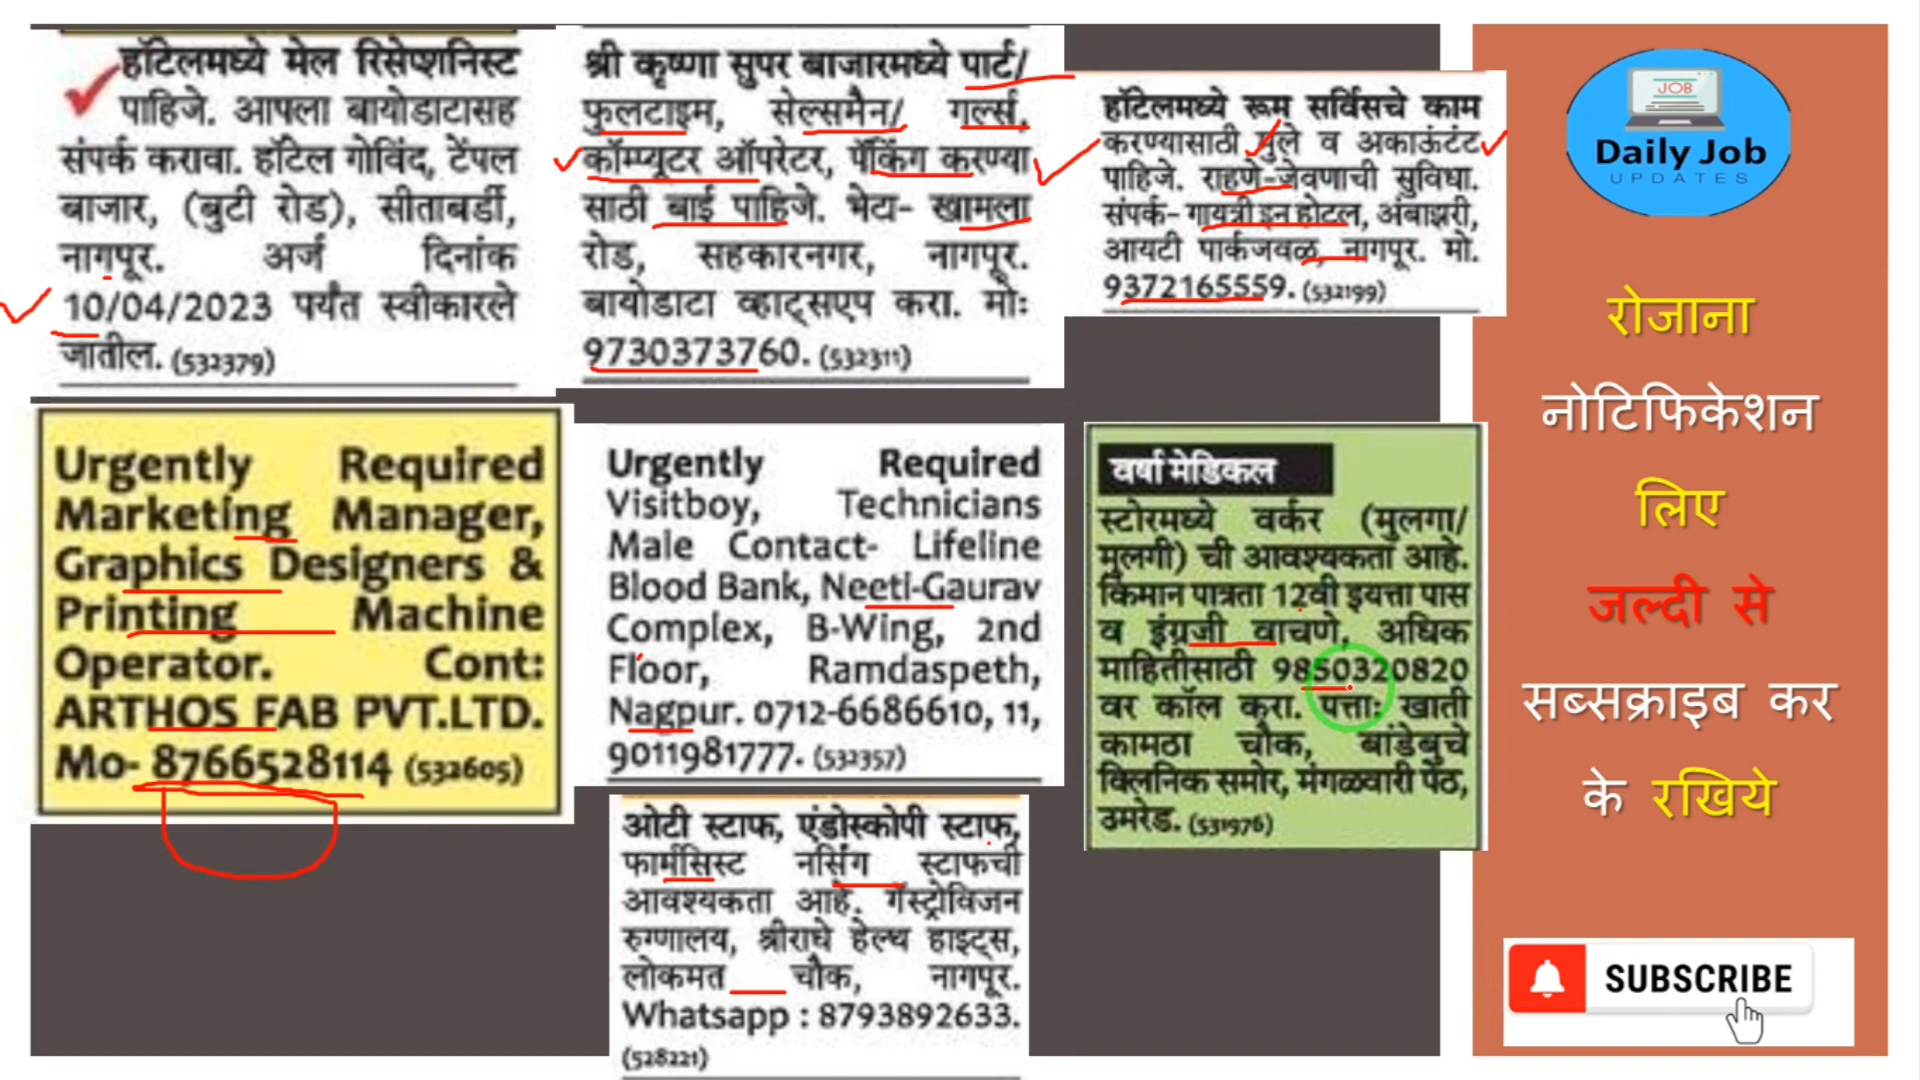 हॉटेलमध्ये मेल रिसेप्शनिस्ट
पाहिजे. आपला बायोडाटासह
संपर्क करावा. हॉटेल गोविंद, टेंपल
बाजार, (बुटी रोड), सीताबर्डी,
नागपूर. अर्ज दिनांक
10/04/2023 पर्यंत स्वीकारले
जातील. (532379)
श्री कृष्णा सुपर बाजारमध्ये पार्ट/
फुलटाइम, सेल्समैन/ गर्ल्स,
कॉम्प्यूटर ऑपरेटर, पॅकिंग करण्या
साठी बाई पाहिजे. भेटा- खामला
रोड, सहकारनगर, नागपूर.
बायोडाटा व्हाट्सएप करा. मोः
9730373760. (532311)
हॉटेलमध्ये रूम सर्विसचे काम
करण्यासाठी मुले व अकाऊंटंट
पाहिजे. राहणे-जेवणाची सुविधा.
संपर्क- गायत्री इन होटल, अंबाझरी,
आयटी पार्कजवळ, नागपूर. मो.
9372165559. (532199)
Urgently Required
Marketing Manager,
Graphics Designers &
Printing Machine
Operator. Cont:
ARTHOS FAB PVT.LTD.
Mo- 8766528114 (532605)
Urgently Required
Visitboy, Technicians
Male Contact- Lifeline
Blood Bank, Neeti-Gaurav
Complex, B-Wing, 2nd
Floor, Ramdaspeth,
Nagpur. 0712-6686610, 11,
9011981777. (532357)
वर्षा मेडिकल
स्टोरमध्ये वर्कर (मुलगा/
मुलगी) ची आवश्यकता आहे.
किमान पात्रता 12वी इयत्ता पास
व इंग्रजी वाचणे, अधिक
माहितीसाठी 9850320820
वर कॉल करा. पत्ताः खाती
कामठा चौक, बांडेबुचे
क्लिनिक समोर, मंगळवारी पेठ,
उमरेड. (531976)
ओटी स्टाफ, एंडोस्कोपी स्टाफ,
फार्मसिस्ट नर्सिंग स्टाफची
आवश्यकता आहे. गॅस्ट्रोविजन
रुग्णालय, श्रीराधे हेल्थ हाइट्स,
लोकमत चौक, नागपूर.
Whatsapp : 8793892633.
(528221)
JOB
Daily Job
UPDATES
रोजाना
नोटिफिकेशन
लिए
जल्दी से
सब्सक्राइब कर
के रखिये
SUBSCRIBE